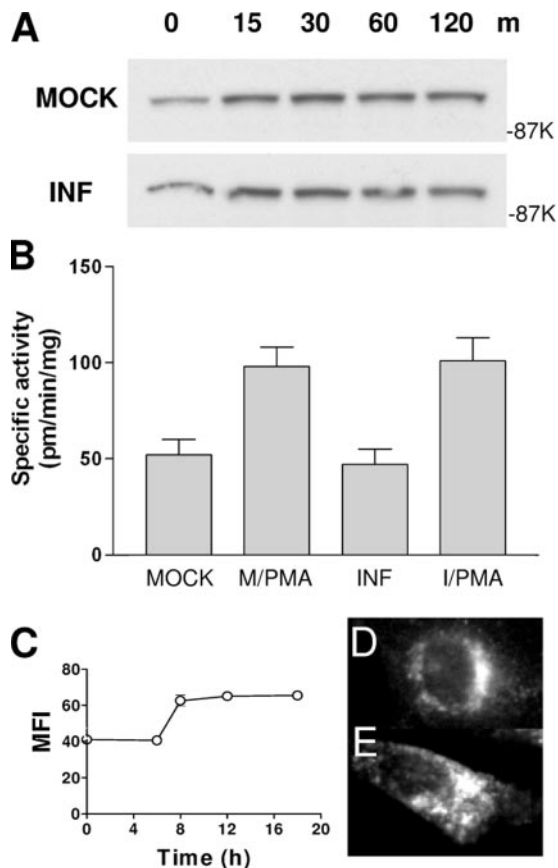 A 0 15 30 60 120 m
MOCK
-87K
INF
-87K
B
150
100
50
0
Specific activity
(pm/min/mg)
MOCK M/PMA INF I/PMA
C
80
60
40
20
0
MFI
0 4 8 12 16 20
Time (h)
D
E